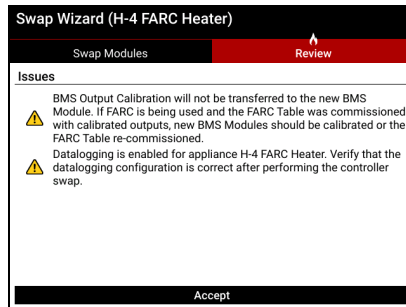 Swap Wizard (H-4 FARC Heater)
Swap Modules
Review
Issues
BMS Output Calibration will not be transferred to the new BMS
Module. If FARC is being used and the FARC Table was commissioned
with calibrated outputs, new BMS Modules should be calibrated or the
FARC Table re-commissioned.
Datalogging is enabled for appliance H-4 FARC Heater. Verify that the
datalogging configuration is correct after performing the controller
swap.
Accept